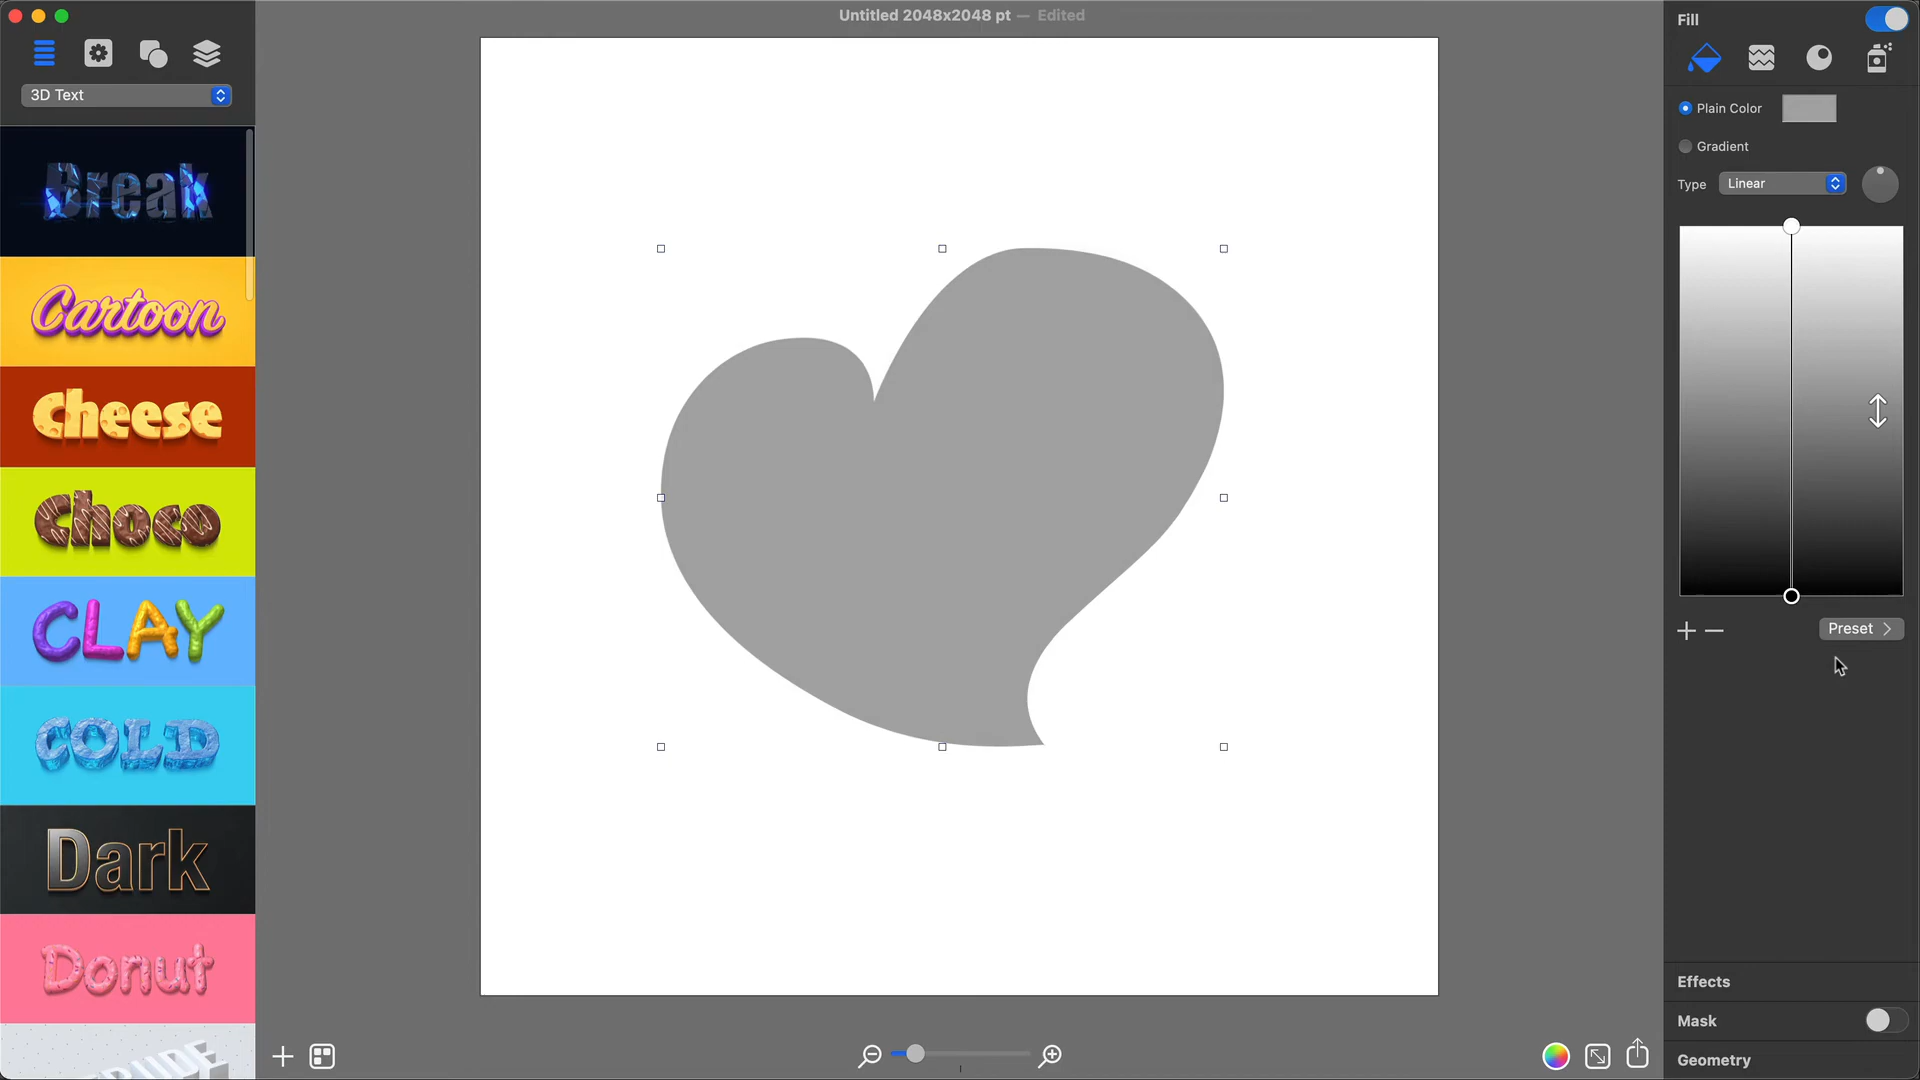 Untitled 2048x2048 pt — Edited
3D Text
Break
Cartoon
Cheese
Choco
CLAY
COLD
Dark
Donut
Fill
Plain Color
Gradient
Type Linear
Preset
Effects
Mask
Geometry